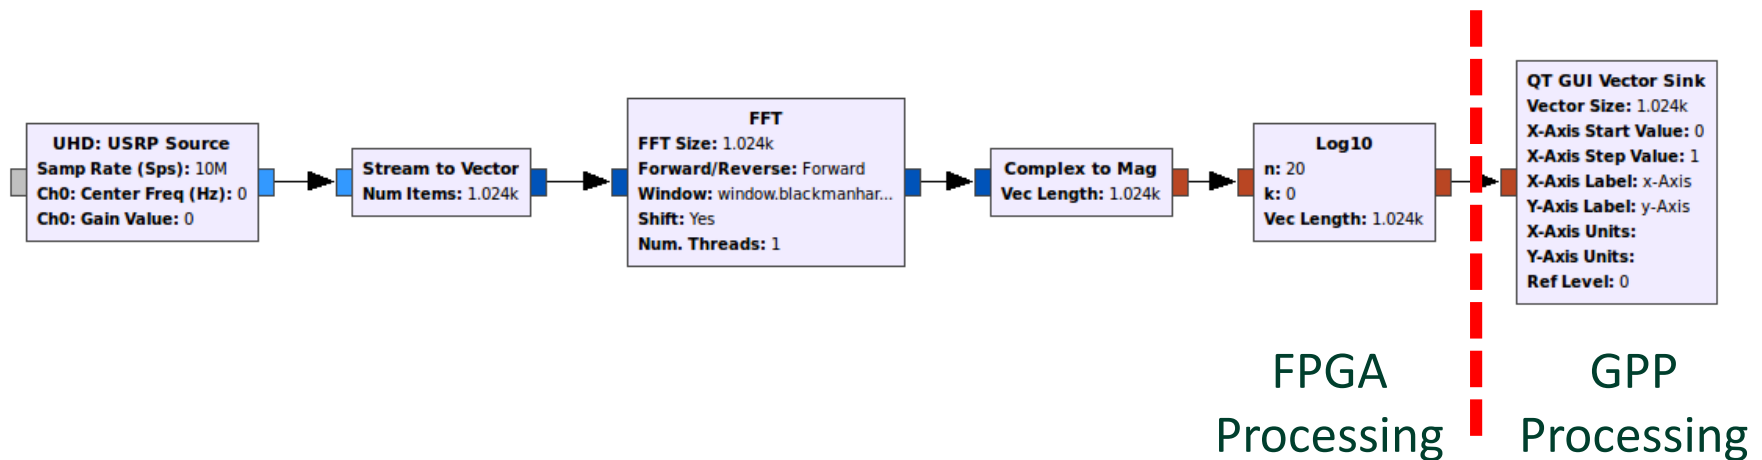 UHD: USRP Source
Samp Rate (Sps): 10M
Ch0: Center Freq (Hz): 0
Ch0: Gain Value: 0
Stream to Vector
Num Items: 1.024k
FFT
FFT Size: 1.024k
Forward/Reverse: Forward
Window: window.blackmanhar...
Shift: Yes
Num. Threads: 1
Complex to Mag
Vec Length: 1.024k
Log10
n: 20
k: 0
Vec Length: 1.024k
QT GUI Vector Sink
Vector Size: 1.024k
X-Axis Start Value: 0
X-Axis Step Value: 1
X-Axis Label: x-Axis
Y-Axis Label: y-Axis
X-Axis Units:
Y-Axis Units:
Ref Level: 0
FPGA
Processing
GPP
Processing